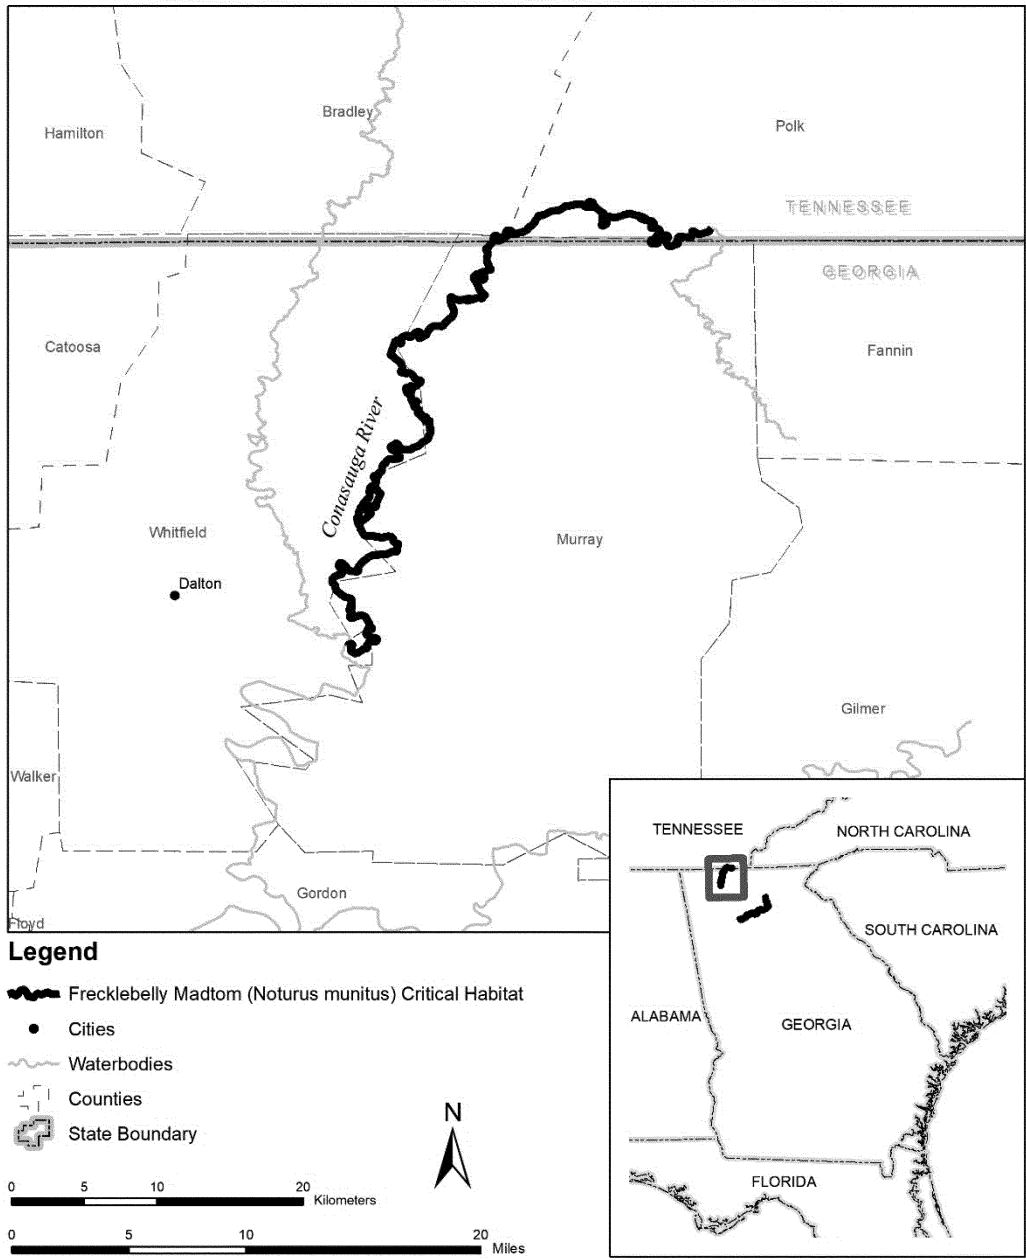 Bradley
Polk
Hamilton
TENNESSEE
GEORGIA
Catoosa
Fannin
Conasauga River
Whitfield
Murray
Dalton
Gilmer
Walker
Gordon
Floyd
TENNESSEE
NORTH CAROLINA
SOUTH CAROLINA
ALABAMA
GEORGIA
FLORIDA
Legend
Frecklebelly Madtom (Noturus munitus) Critical Habitat
Cities
Waterbodies
Counties
State Boundary
N
0 5 10 20
Kilometers
0 5 10 20
Miles